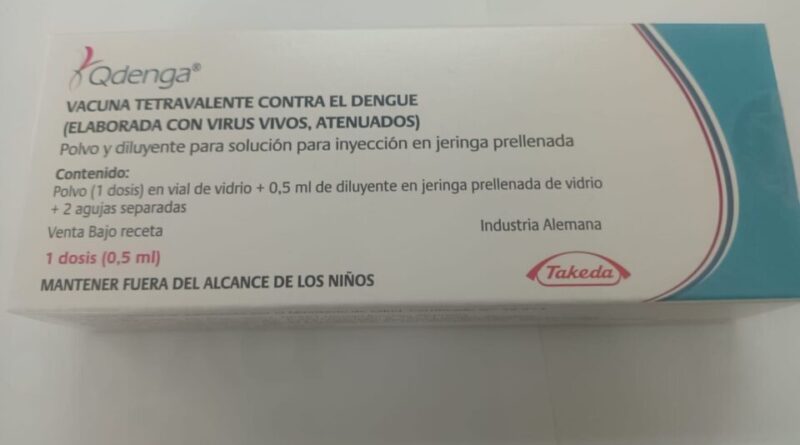 Qdenga®
VACUNA TETRAVALENTE CONTRA EL DENGUE
(ELABORADA CON VIRUS VIVOS, ATENUADOS)
Polvo y diluyente para solución para inyección en jeringa prellenada
Contenido:
Polvo (1 dosis) en vial de vidrio + 0,5 ml de diluyente en jeringa prellenada de vidrio
+ 2 agujas separadas
Venta Bajo receta
Industria Alemana
1 dosis (0,5 ml)
Takeda
MANTENER FUERA DEL ALCANCE DE LOS NIÑOS